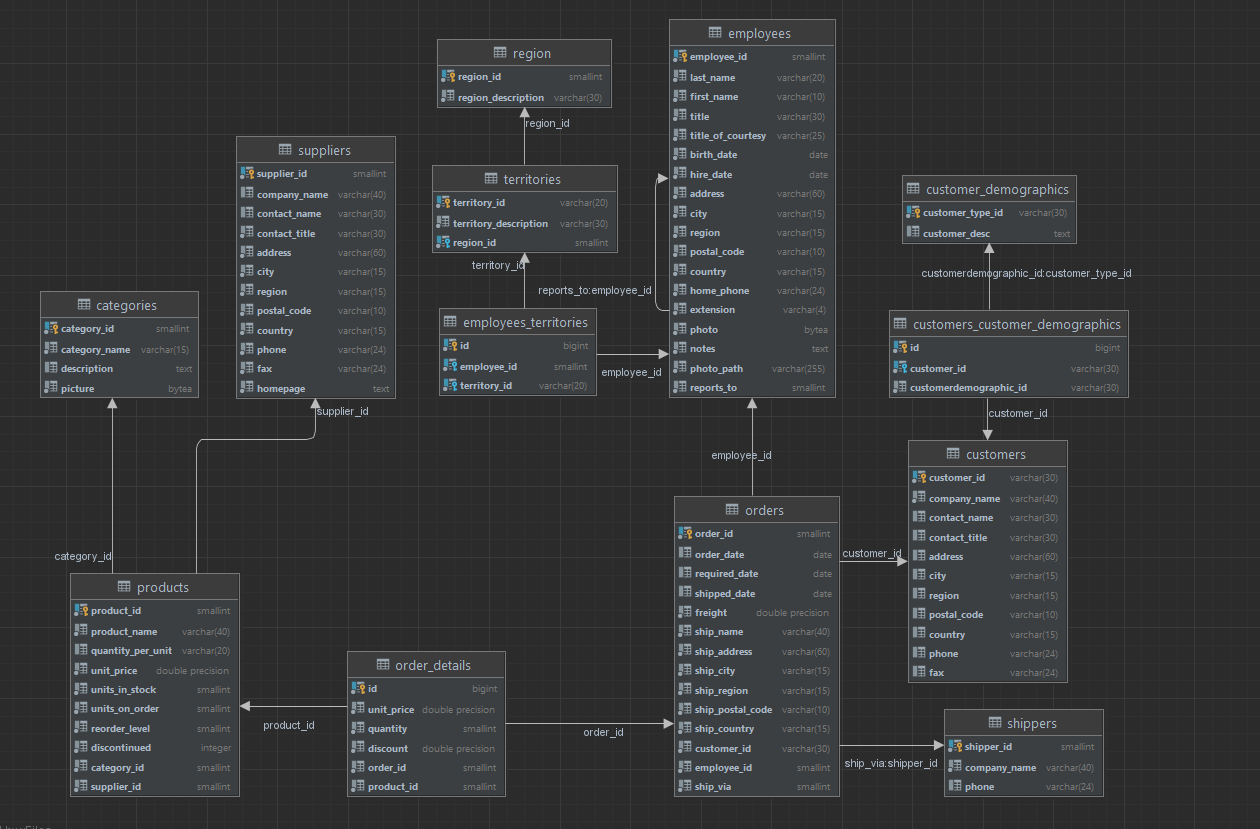 region
region_id smallint
region_description varchar(30)
region_id
employees
employee_id smallint
last_name varchar(20)
first_name varchar(10)
title varchar(30)
title_of_courtesy varchar(25)
birth_date date
hire_date date
address varchar(60)
city varchar(15)
region varchar(15)
postal_code varchar(10)
country varchar(15)
home_phone varchar(24)
extension varchar(4)
photo bytea
notes text
photo_path varchar(255)
reports_to smallint
suppliers
supplier_id smallint
company_name varchar(40)
contact_name varchar(30)
contact_title varchar(30)
address varchar(60)
city varchar(15)
region varchar(15)
postal_code varchar(10)
country varchar(15)
phone varchar(24)
fax varchar(24)
homepage text
supplier_id
territories
territory_id varchar(20)
territory_description varchar(30)
region_id smallint
territory_id
reports_to:employee_id
customer_demographics
customer_type_id varchar(30)
customer_desc text
customerdemographic_id:customer_type_id
categories
category_id smallint
category_name varchar(15)
description text
picture bytea
employees_territories
id bigint
employee_id smallint
territory_id varchar(20)
employee_id
customers_customer_demographics
id bigint
customer_id varchar(30)
customerdemographic_id varchar(30)
customer_id
employee_id
customers
customer_id varchar(30)
company_name varchar(40)
contact_name varchar(30)
contact_title varchar(30)
address varchar(60)
city varchar(15)
region varchar(15)
postal_code varchar(10)
country varchar(15)
phone varchar(24)
fax varchar(24)
category_id
products
product_id smallint
product_name varchar(40)
quantity_per_unit varchar(20)
unit_price double precision
units_in_stock smallint
units_on_order smallint
reorder_level smallint
discontinued integer
category_id smallint
supplier_id smallint
product_id
order_details
id bigint
unit_price double precision
quantity smallint
discount double precision
order_id smallint
product_id smallint
order_id
orders
order_id smallint
order_date date
required_date date
shipped_date date
freight double precision
ship_name varchar(40)
ship_address varchar(60)
ship_city varchar(15)
ship_region varchar(15)
ship_postal_code varchar(10)
ship_country varchar(15)
customer_id varchar(30)
employee_id smallint
ship_via smallint
customer_id
ship_via:shipper_id
shippers
shipper_id smallint
company_name varchar(40)
phone varchar(24)